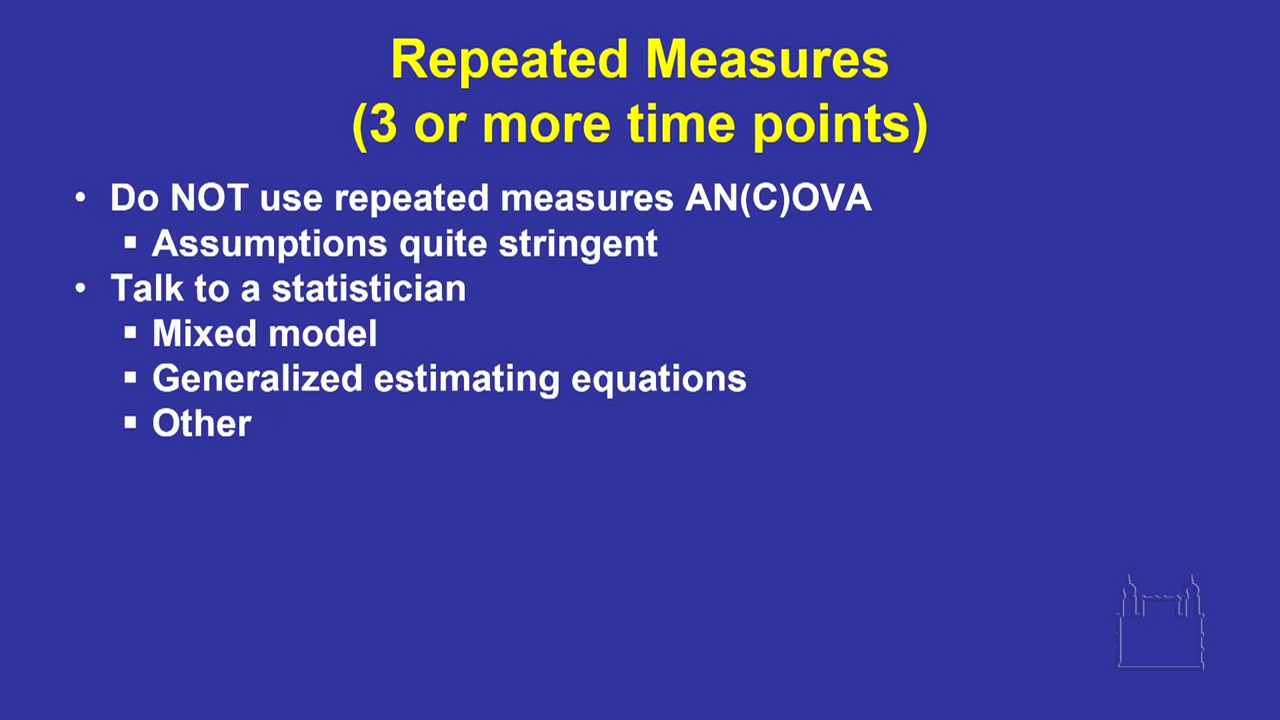 Repeated Measures
(3 or more time points)
• Do NOT use repeated measures AN(C)OVA
▪ Assumptions quite stringent
• Talk to a statistician
▪ Mixed model
▪ Generalized estimating equations
▪ Other